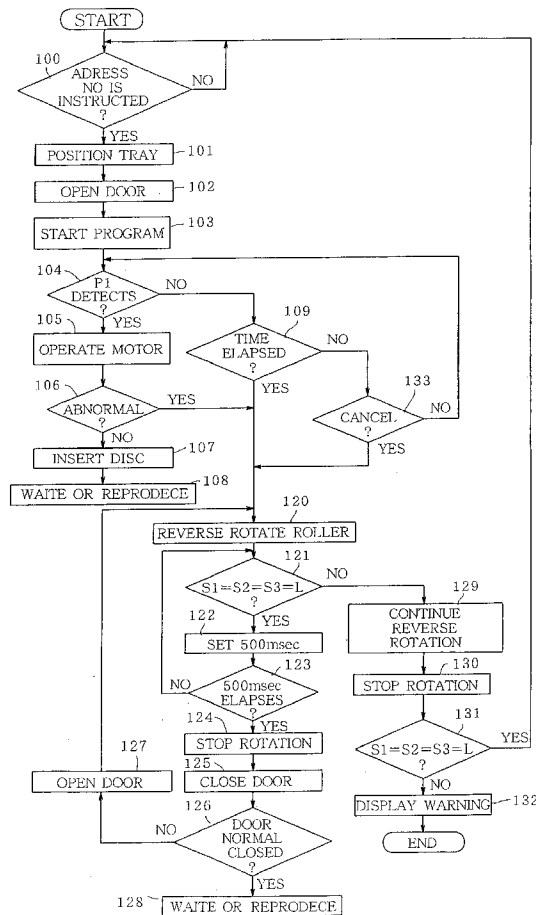 START
100
ADRESS
NO IS
INSTRUCTED
?
NO
YES
POSITION TRAY
101
OPEN DOOR
102
START PROGRAM
103
104
P1
DETECTS
?
NO
YES
105
OPERATE MOTOR
109
TIME
ELAPSED
?
NO
YES
106
ABNORMAL
?
YES
NO
133
CANCEL
?
NO
YES
107
INSERT DISC
108
WAITE OR REPRODECE
120
REVERSE ROTATE ROLLER
121
S1=S2=S3=L
?
NO
YES
122
SET 500msec
123
500msec
ELAPSES
?
NO
YES
124
STOP ROTATION
125
CLOSE DOOR
126
DOOR
NORMAL
CLOSED
?
NO
YES
127
OPEN DOOR
128
WAITE OR REPRODECE
129
CONTINUE
REVERSE
ROTATION
130
STOP ROTATION
131
S1=S2=S3=L
?
YES
NO
DISPLAY WARNING
132
END